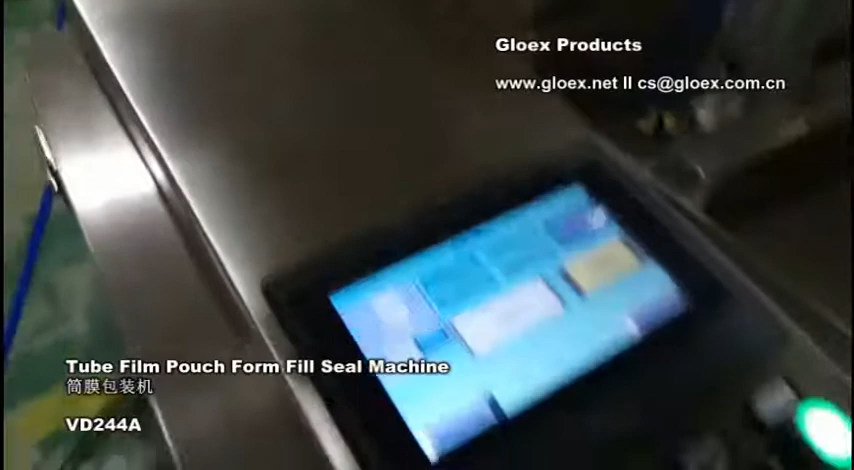 Gloex Products
www.gloex.net ll cs@gloex.com.cn
Tube Film Pouch Form Fill Seal Machine
筒膜包装机
VD244A